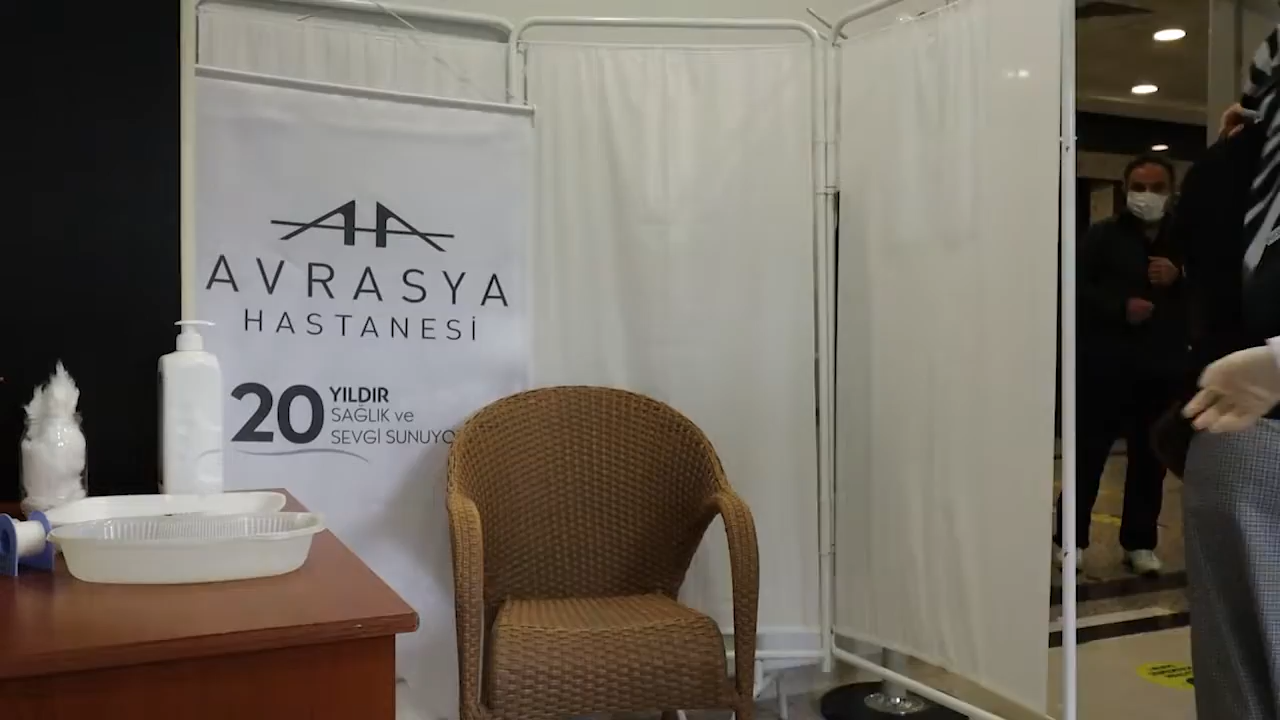 AVRASYA
HASTANESİ
20 YILDIR
SAĞLIK ve
SEVGİ SUNUYO